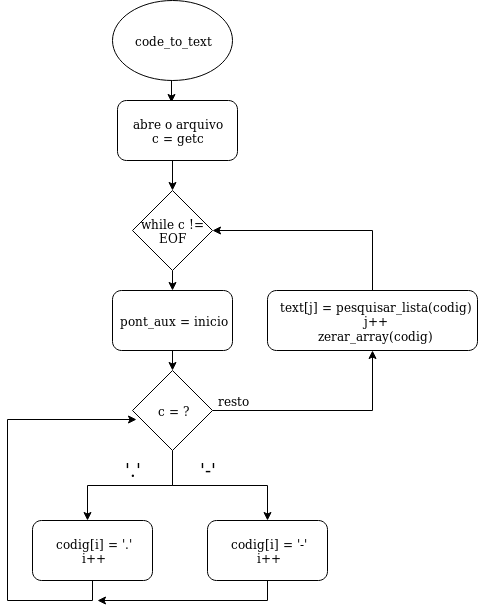 code_to_text
abre o arquivo
c = getc
while c !=
EOF
pont_aux = inicio
text[j] = pesquisar_lista(codig)
j++
zerar_array(codig)
c = ?
resto
'.'
'-'
codig[i] = '.'
i++
codig[i] = '-'
i++